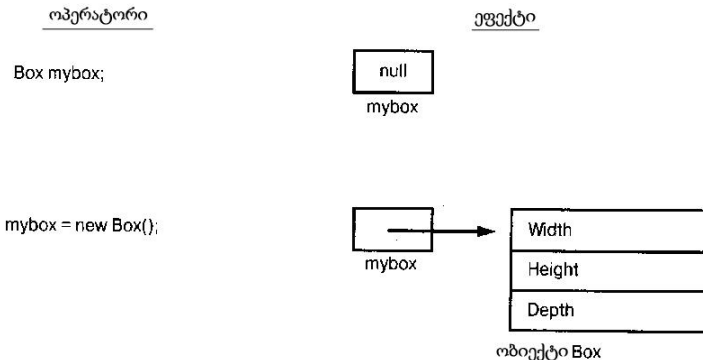 ოპერატორი
ეფექტი
Box mybox;
null
mybox
mybox = new Box();
mybox
Width
Height
Depth
ობიექტი Box